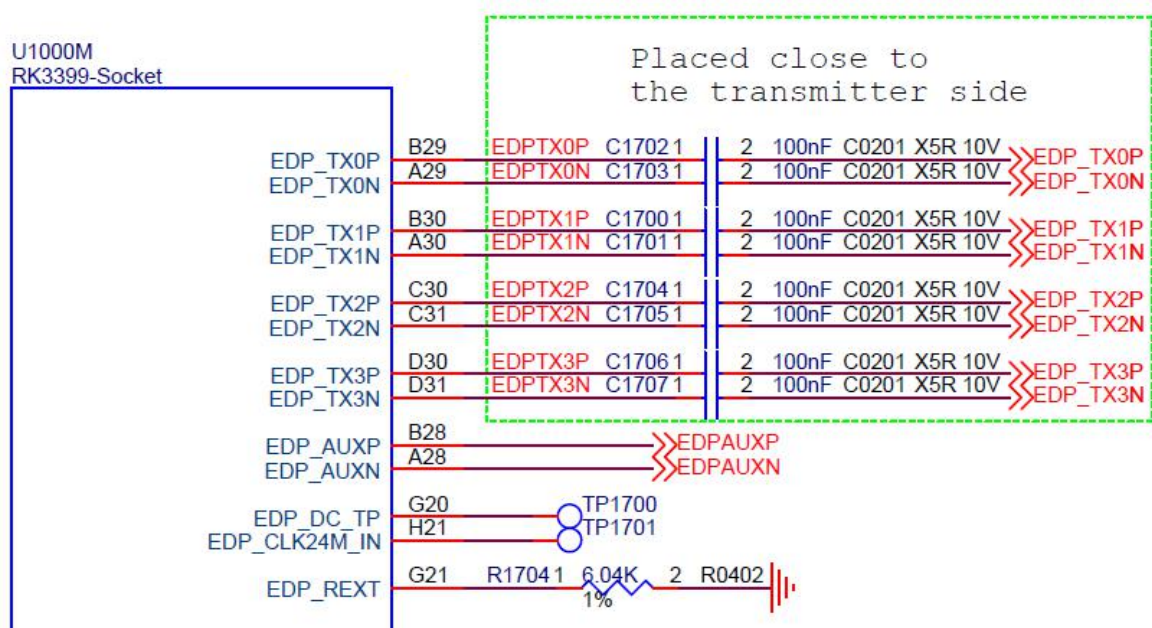 U1000M
RK3399-Socket
Placed close to
the transmitter side
EDP_TX0P B29 EDPTX0P C1702 1 2 100nF C0201 X5R 10V EDP_TX0P
EDP_TX0N A29 EDPTX0N C1703 1 2 100nF C0201 X5R 10V EDP_TX0N
EDP_TX1P B30 EDPTX1P C1700 1 2 100nF C0201 X5R 10V EDP_TX1P
EDP_TX1N A30 EDPTX1N C1701 1 2 100nF C0201 X5R 10V EDP_TX1N
EDP_TX2P C30 EDPTX2P C1704 1 2 100nF C0201 X5R 10V EDP_TX2P
EDP_TX2N C31 EDPTX2N C1705 1 2 100nF C0201 X5R 10V EDP_TX2N
EDP_TX3P D30 EDPTX3P C1706 1 2 100nF C0201 X5R 10V EDP_TX3P
EDP_TX3N D31 EDPTX3N C1707 1 2 100nF C0201 X5R 10V EDP_TX3N
EDP_AUXP B28 EDPAUXP
EDP_AUXN A28 EDPAUXN
EDP_DC_TP G20 TP1700
EDP_CLK24M_IN H21 TP1701
EDP_REXT G21 R1704 1 6.04K 2 R0402
1%